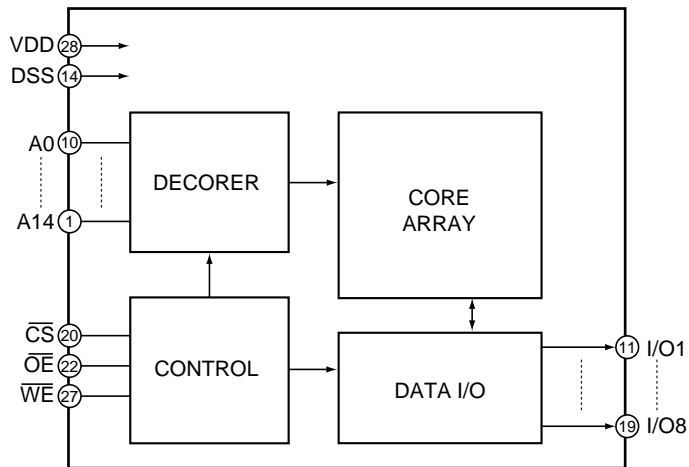 VDD 28
DSS 14
A0 10
DECORER
CORE
ARRAY
A14 1
CS 20
OE 22
WE 27
CONTROL
DATA I/O
11 I/O1
19 I/O8